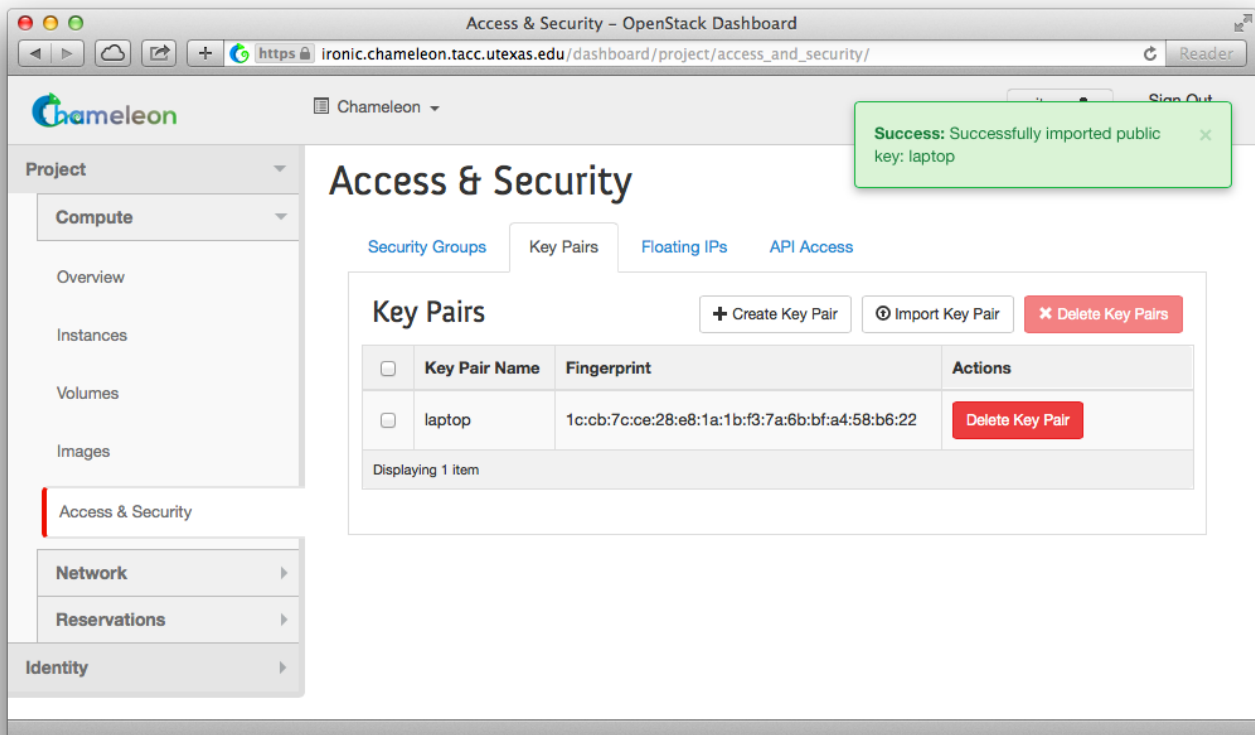 Access & Security – OpenStack Dashboard
https ironic.chameleon.tacc.utexas.edu/dashboard/project/access_and_security/
Reader
Chameleon
Chameleon
Sign Out
Success: Successfully imported public
key: laptop
Project
Compute
Overview
Instances
Volumes
Images
Access & Security
Network
Reservations
Identity
Access & Security
Security Groups Key Pairs Floating IPs API Access
Key Pairs
Create Key Pair Import Key Pair Delete Key Pairs
Key Pair Name Fingerprint Actions
laptop 1c:cb:7c:ce:28:e8:1a:1b:f3:7a:6b:bf:a4:58:b6:22 Delete Key Pair
Displaying 1 item